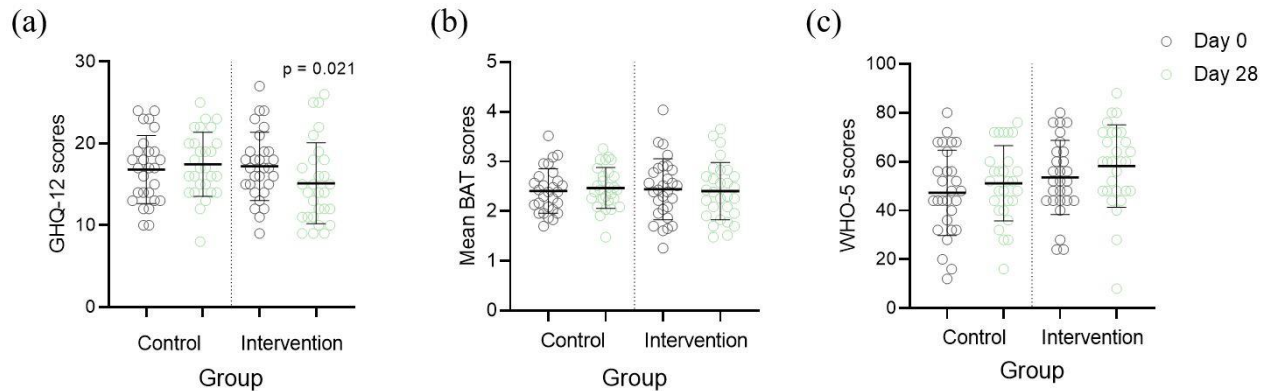 (a)
GHQ-12 scores
30
20
10
0
p = 0.021
Control
Intervention
Group
(b)
Mean BAT scores
5
4
3
2
1
0
Control
Intervention
Group
(c)
WHO-5 scores
100
80
60
40
20
0
Control
Intervention
Group
Day 0
Day 28